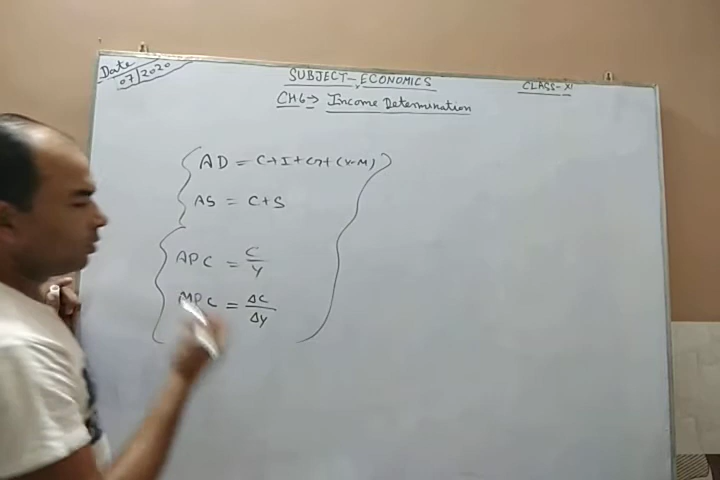 Date
07/2020
SUBJECT - ECONOMICS
CLASS - XI
CH6 → Income Determination
AD = C+I+G+(X-M)
AS = C+S
APC = C/Y
MPC = ΔC/ΔY